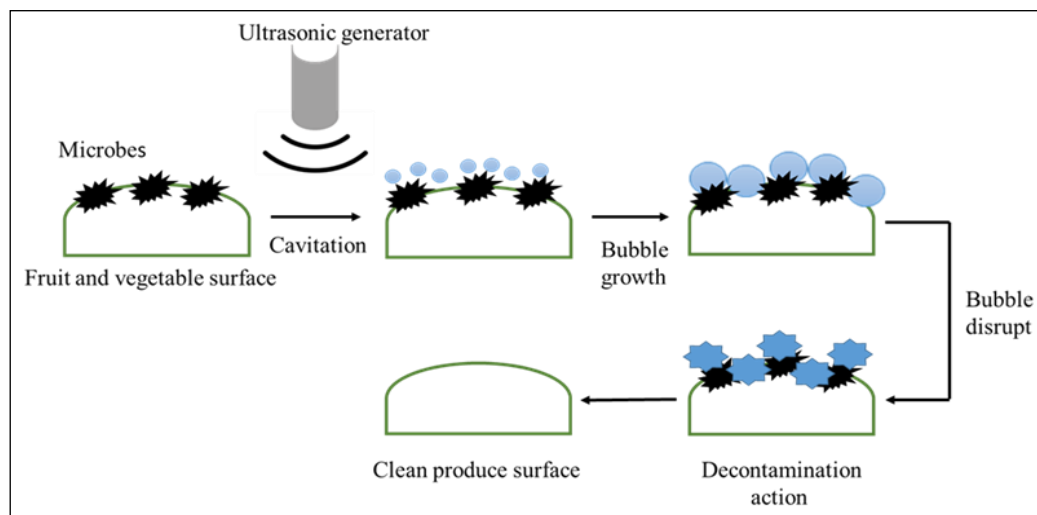 Ultrasonic generator
Microbes
Cavitation
Fruit and vegetable surface
Bubble
growth
Bubble
disrupt
Clean produce surface
Decontamination
action